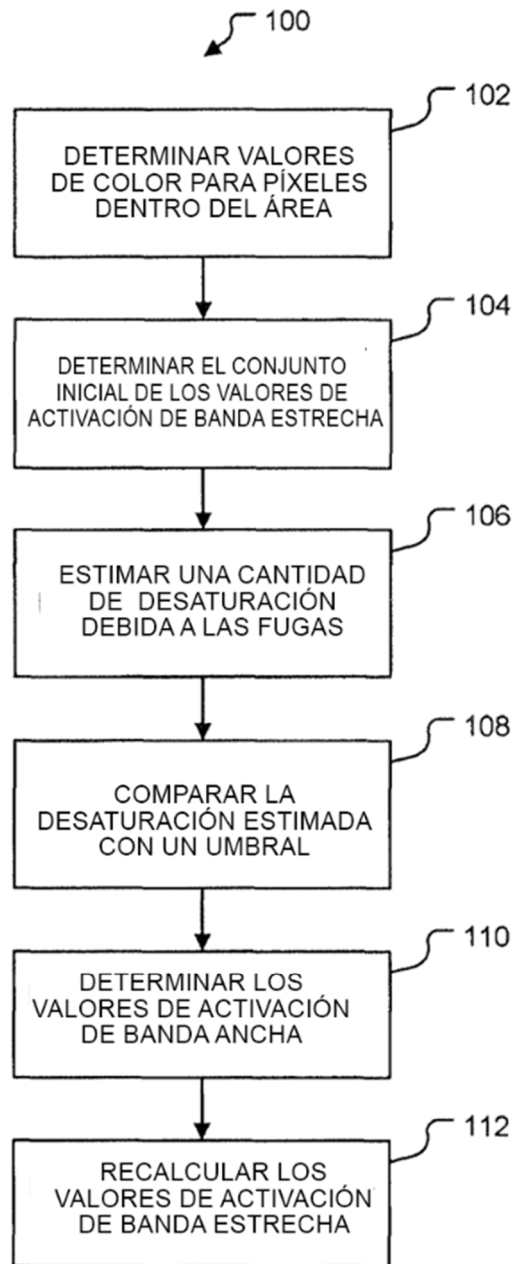 100
102
DETERMINAR VALORES
DE COLOR PARA PÍXELES
DENTRO DEL ÁREA
104
DETERMINAR EL CONJUNTO
INICIAL DE LOS VALORES DE
ACTIVACIÓN DE BANDA ESTRECHA
106
ESTIMAR UNA CANTIDAD
DE DESATURACIÓN
DEBIDA A LAS FUGAS
108
COMPARAR LA
DESATURACIÓN ESTIMADA
CON UN UMBRAL
110
DETERMINAR LOS
VALORES DE ACTIVACIÓN
DE BANDA ANCHA
112
RECALCULAR LOS
VALORES DE ACTIVACIÓN
DE BANDA ESTRECHA